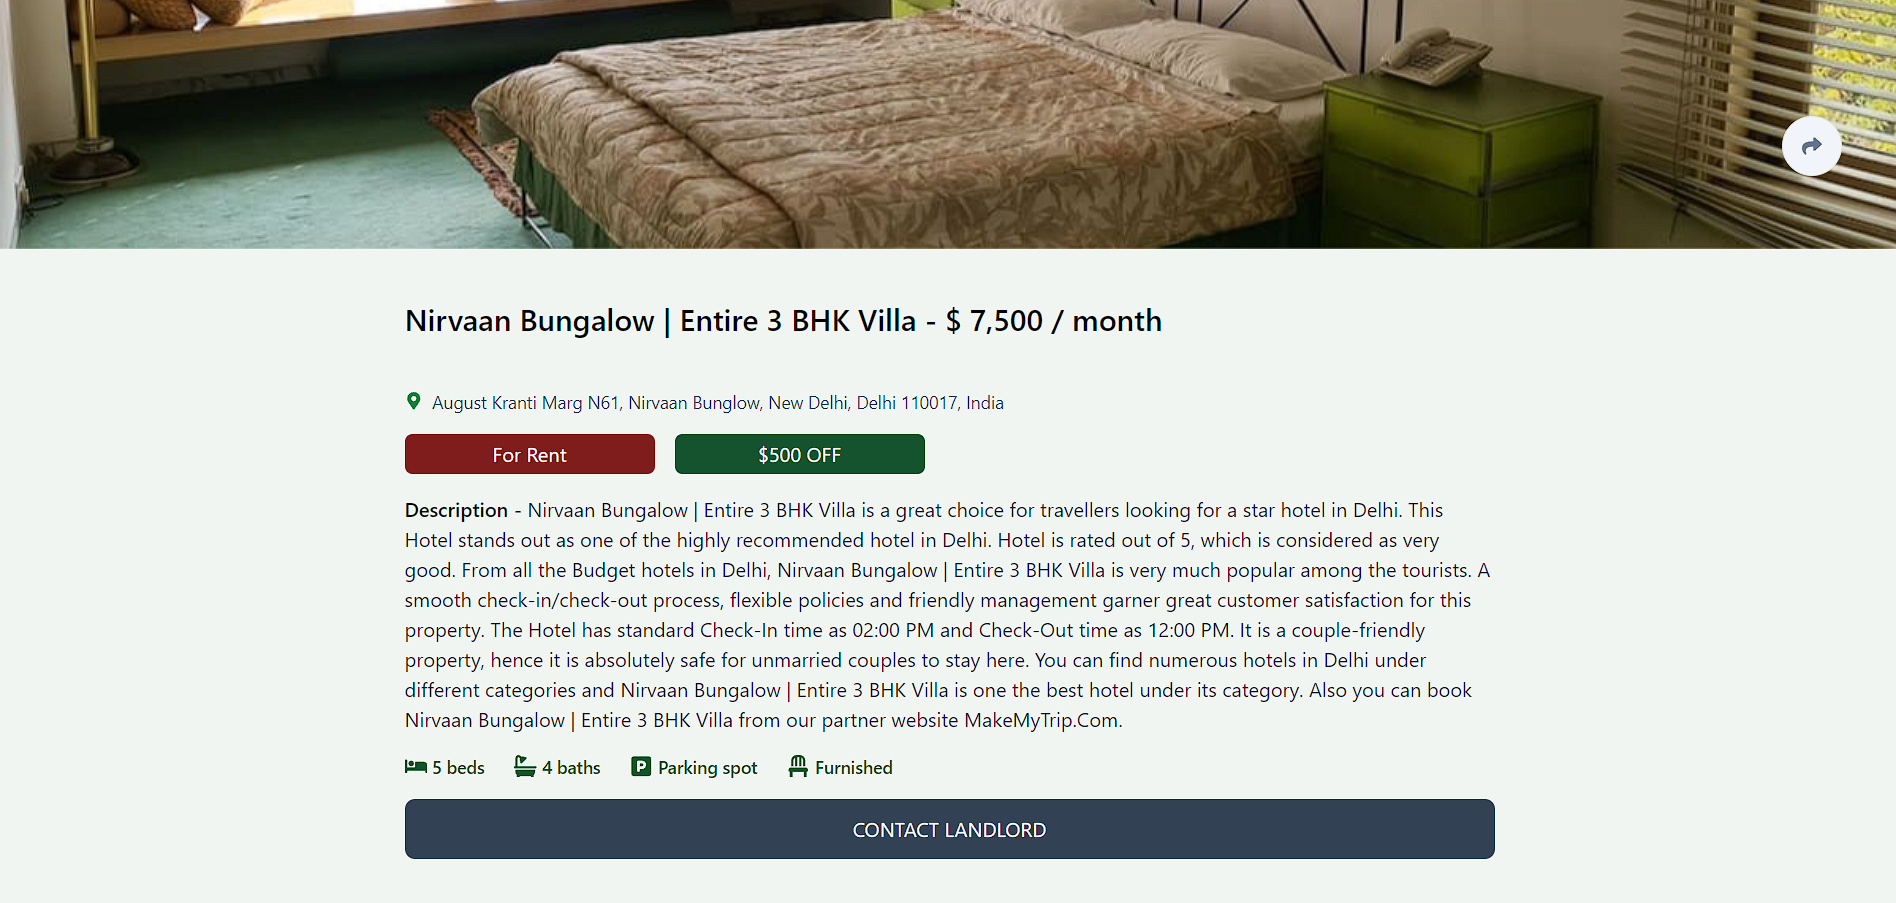 Nirvaan Bungalow | Entire 3 BHK Villa - $ 7,500 / month
August Kranti Marg N61, Nirvaan Bunglow, New Delhi, Delhi 110017, India
For Rent
$500 OFF
Description - Nirvaan Bungalow | Entire 3 BHK Villa is a great choice for travellers looking for a star hotel in Delhi. This
Hotel stands out as one of the highly recommended hotel in Delhi. Hotel is rated out of 5, which is considered as very
good. From all the Budget hotels in Delhi, Nirvaan Bungalow | Entire 3 BHK Villa is very much popular among the tourists. A
smooth check-in/check-out process, flexible policies and friendly management garner great customer satisfaction for this
property. The Hotel has standard Check-In time as 02:00 PM and Check-Out time as 12:00 PM. It is a couple-friendly
property, hence it is absolutely safe for unmarried couples to stay here. You can find numerous hotels in Delhi under
different categories and Nirvaan Bungalow | Entire 3 BHK Villa is one the best hotel under its category. Also you can book
Nirvaan Bungalow | Entire 3 BHK Villa from our partner website MakeMyTrip.Com.
5 beds
4 baths
P Parking spot
Furnished
CONTACT LANDLORD